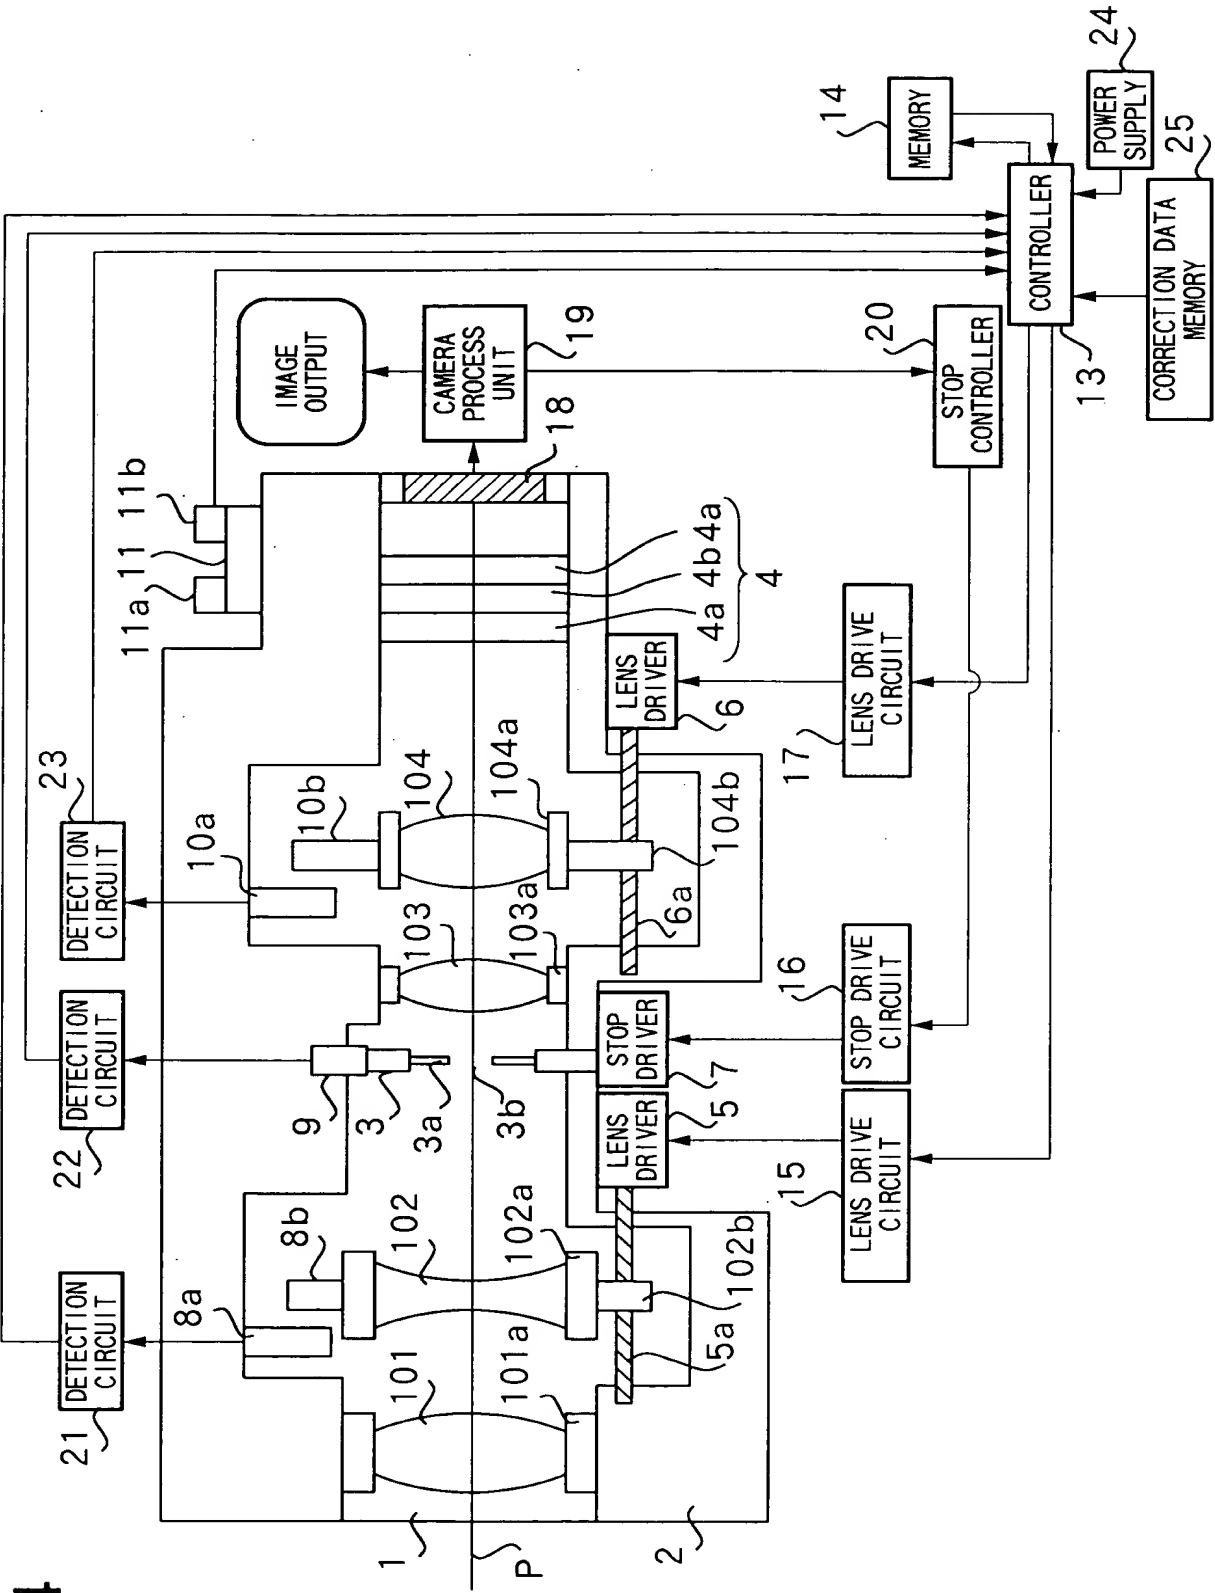 21
DETECTION
CIRCUIT
22
DETECTION
CIRCUIT
23
DETECTION
CIRCUIT
8a
8b
9
3
3a
3b
10a
10b
11a
11
11b
IMAGE
OUTPUT
CAMERA
PROCESS
UNIT
19
18
1
P
2
101
101a
102
102a
102b
5a
103
103a
104
104a
104b
6a
4a
4b
4a
4
LENS
DRIVER
5
STOP
DRIVER
7
LENS
DRIVER
6
15
LENS DRIVE
CIRCUIT
16
STOP DRIVE
CIRCUIT
17
LENS DRIVE
CIRCUIT
20
STOP
CONTROLLER
CONTROLLER
13
14
MEMORY
24
POWER
SUPPLY
25
CORRECTION DATA
MEMORY